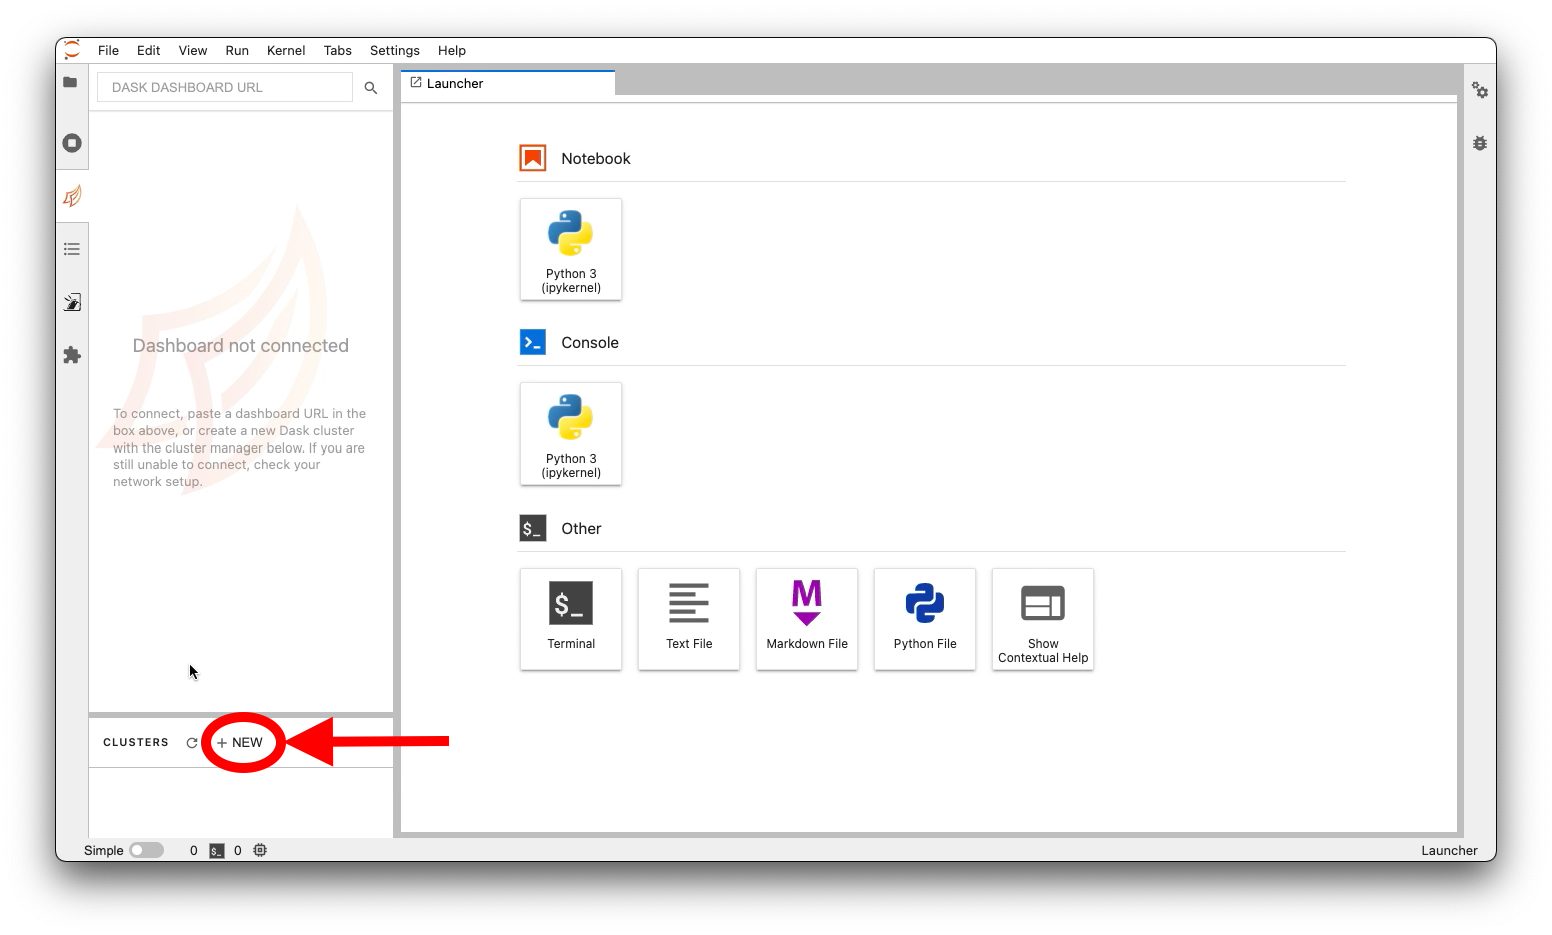 File Edit View Run Kernel Tabs Settings Help
DASK DASHBOARD URL
Launcher
Dashboard not connected
To connect, paste a dashboard URL in the
box above, or create a new Dask cluster
with the cluster manager below. If you are
still unable to connect, check your
network setup.
CLUSTERS
+ NEW
Notebook
Python 3
(ipykernel)
Console
Python 3
(ipykernel)
$_ Other
$_
Terminal
Text File
M
Markdown File
Python File
Show
Contextual Help
Simple 0 $_ 0
Launcher